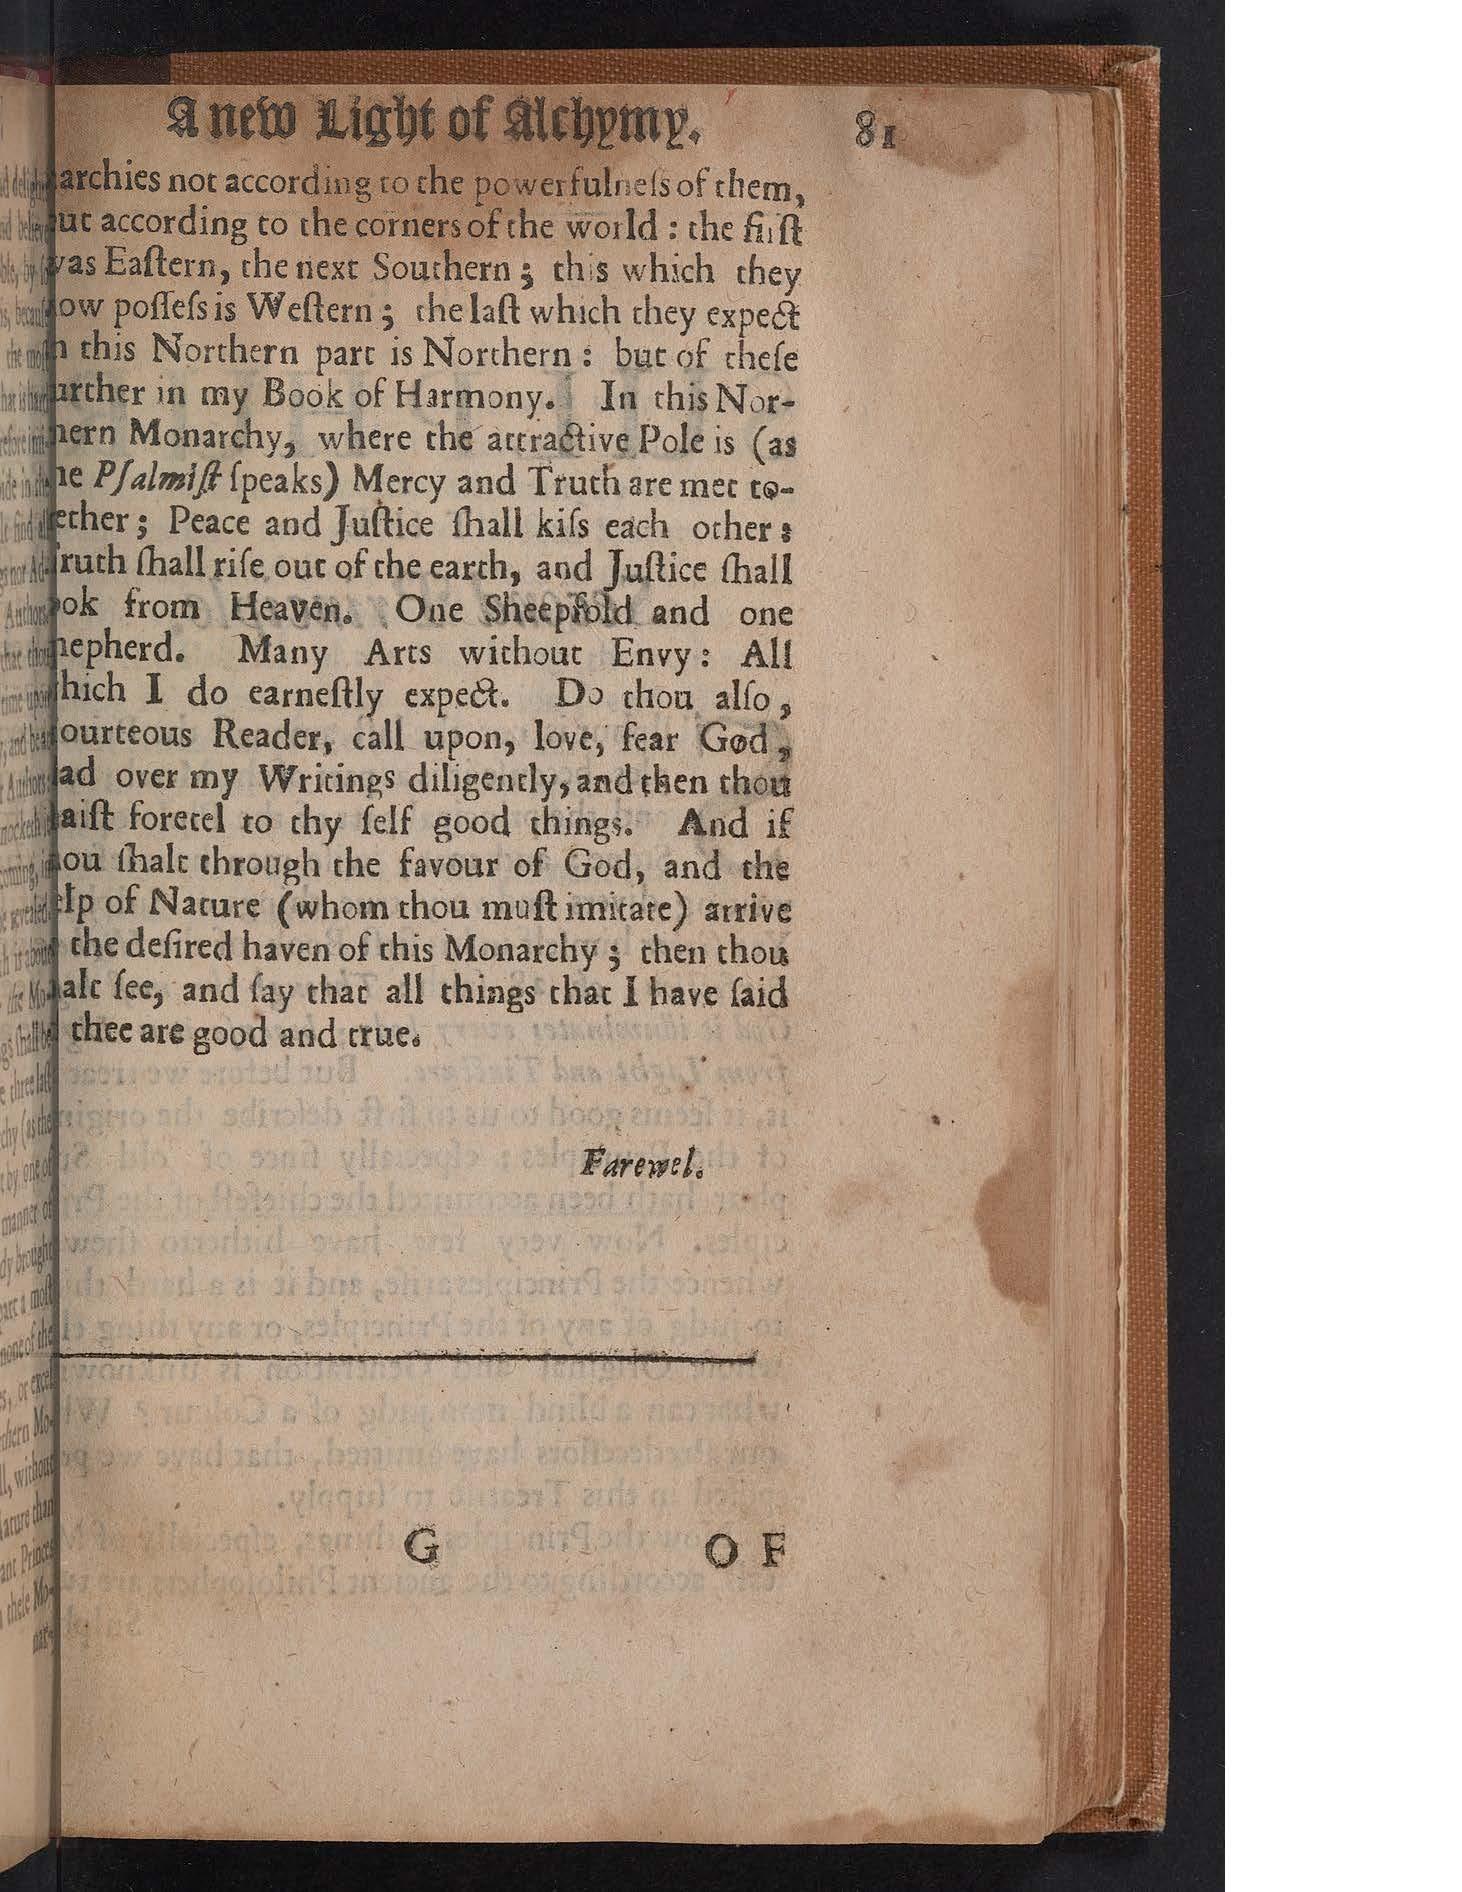 A new Light of Alchymy. 81
archies not according to the powerfulneſs of them,
ut according to the corners of the world : the firſt
vas Eaſtern, the next Southern ; this which they
ow poſſeſs is Weſtern ; the laſt which they expect
n this Northern part is Northern : but of theſe
urther in my Book of Harmony. In this Nor-
hern Monarchy, where the attractive Pole is (as
he Pſalmiſt ſpeaks) Mercy and Truth are met to-
ether ; Peace and Juſtice ſhall kiſs each other :
ruth ſhall riſe out of the earth, and Juſtice ſhall
ok from Heaven. One Sheepfold and one
hepherd. Many Arts without Envy : All
hich I do earneſtly expect. Do thou alſo,
ourteous Reader, call upon, love, fear God,
ad over my Writings diligently, and then thou
aiſt foretel to thy ſelf good things. And if
hou ſhalt through the favour of God, and the
elp of Nature (whom thou muſt imitate) arrive
the deſired haven of this Monarchy ; then thou
alt ſee, and ſay that all things that I have ſaid
thee are good and true.
Farewel.
G OF